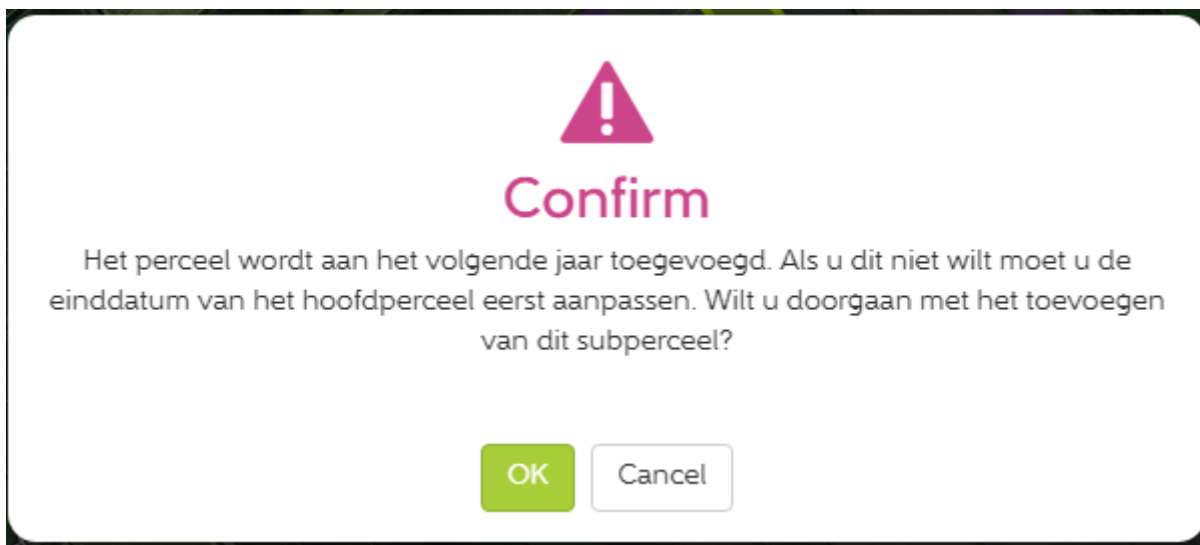 Confirm
Het perceel wordt aan het volgende jaar toegevoegd. Als u dit niet wilt moet u de
einddatum van het hoofdperceel eerst aanpassen. Wilt u doorgaan met het toevoegen
van dit subperceel?
OK
Cancel